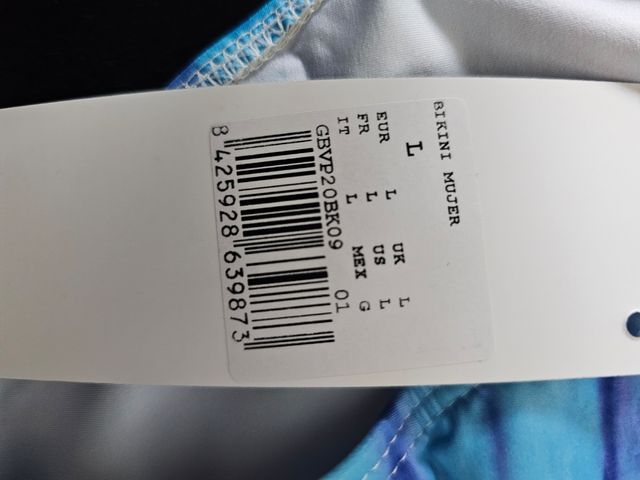 BIKINI MUJER
L
EUR L UK L
FR L US L
IT L MEX G
GBVP20BK09 01
8 425928 639873